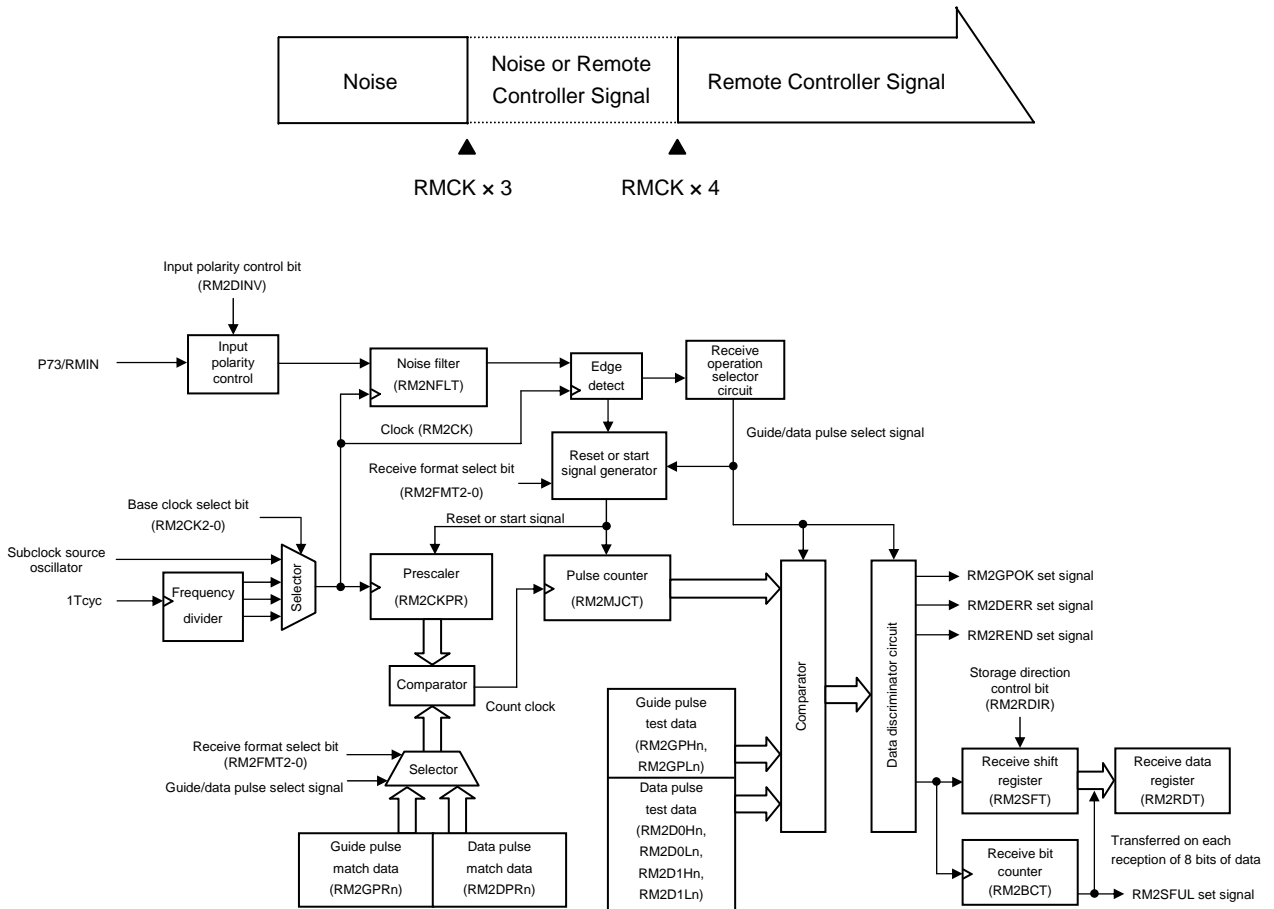 Noise
Noise or Remote
Controller Signal
Remote Controller Signal
RMCK × 3
RMCK × 4
Input polarity control bit
(RM2DINV)
P73/RMIN
Input
polarity
control
Noise filter
(RM2NFLT)
Edge
detect
Receive
operation
selector
circuit
Clock (RM2CK)
Guide/data pulse select signal
Receive format select bit
(RM2FMT2-0)
Reset or start
signal generator
Base clock select bit
(RM2CK2-0)
Reset or start signal
Subclock source
oscillator
1Tcyc
Frequency
divider
Selector
Prescaler
(RM2CKPR)
Pulse counter
(RM2MJCT)
RM2GPOK set signal
RM2DERR set signal
RM2REND set signal
Comparator
Count clock
Comparator
Data discriminator circuit
Storage direction
control bit
(RM2RDIR)
Guide pulse
test data
(RM2GPHn,
RM2GPLn)
Receive format select bit
(RM2FMT2-0)
Guide/data pulse select signal
Selector
Data pulse
test data
(RM2D0Hn,
RM2D0Ln,
RM2D1Hn,
RM2D1Ln)
Receive shift
register
(RM2SFT)
Receive data
register
(RM2RDT)
Guide pulse
match data
(RM2GPRn)
Data pulse
match data
(RM2DPRn)
Receive bit
counter
(RM2BCT)
Transferred on each
reception of 8 bits of data
RM2SFUL set signal